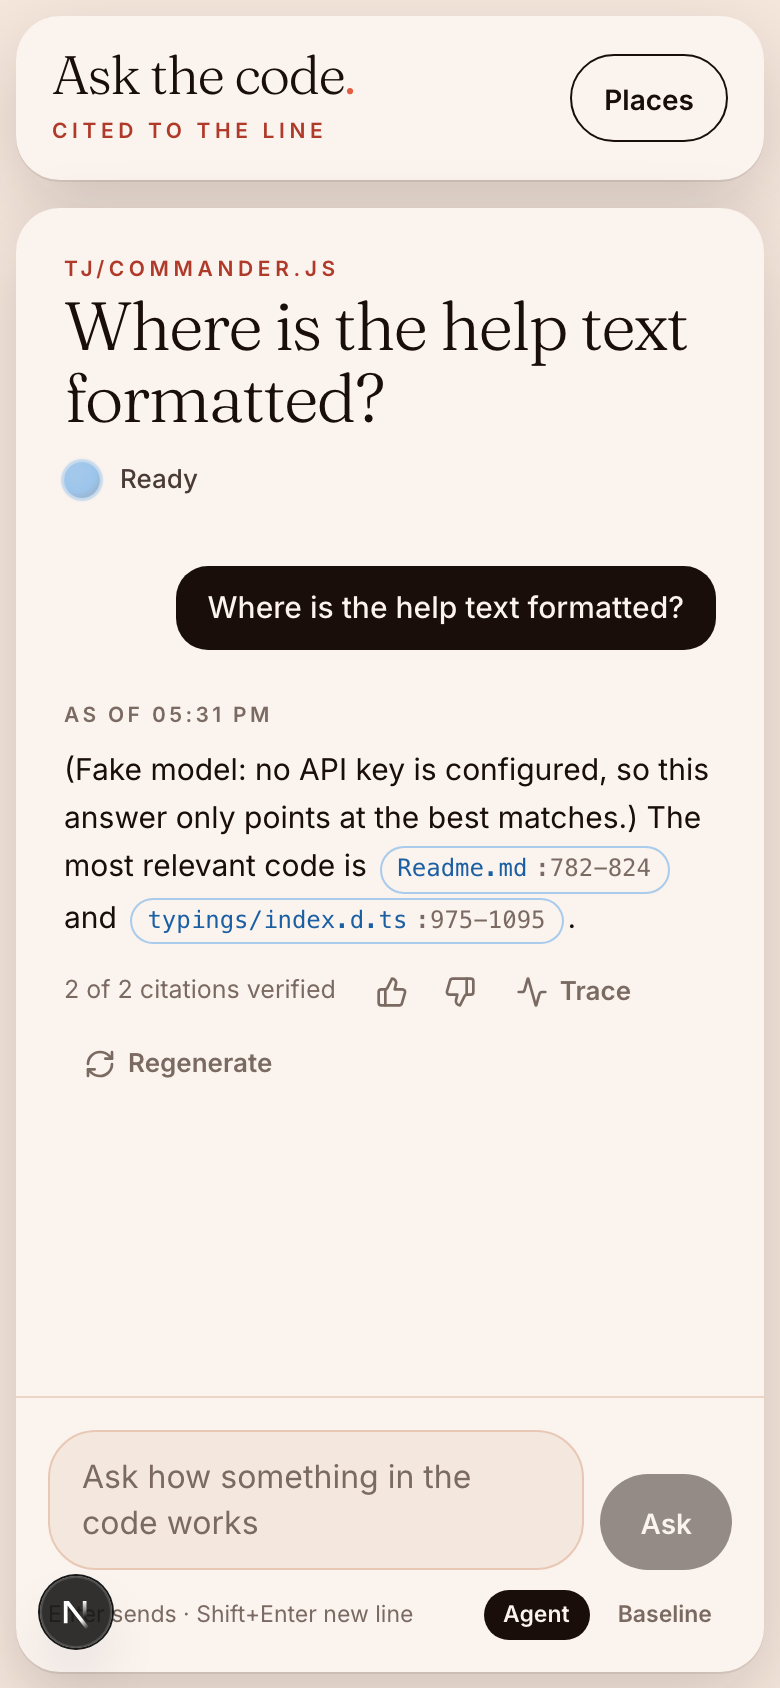 Ask the code.
CITED TO THE LINE
Places
TJ/COMMANDER.JS
Where is the help text
formatted?
Ready
Where is the help text formatted?
AS OF 05:31 PM
(Fake model: no API key is configured, so this
answer only points at the best matches.) The
most relevant code is Readme.md :782–824
and typings/index.d.ts :975–1095 .
2 of 2 citations verified
Trace
Regenerate
Ask how something in the
code works
Ask
N
sends · Shift+Enter new line
Agent
Baseline